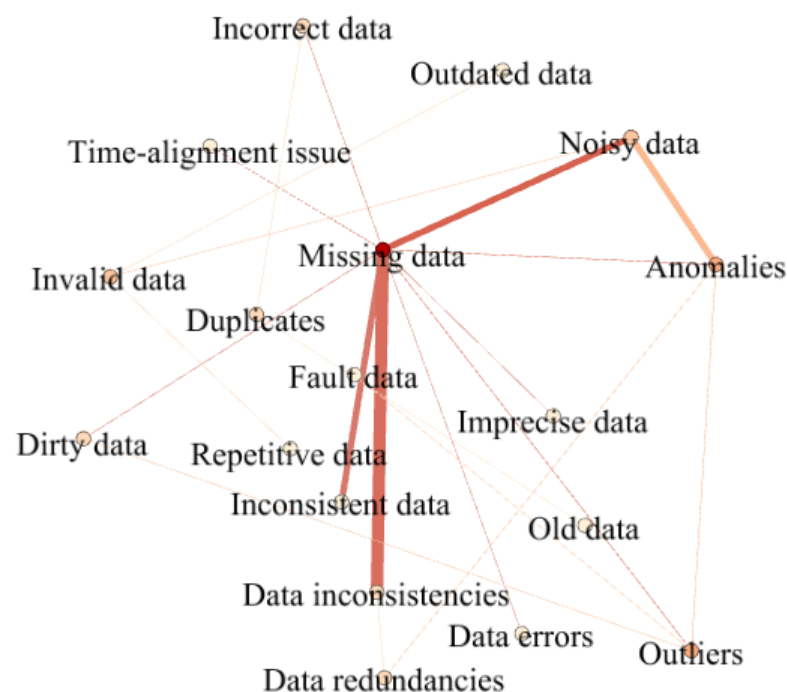 Incorrect data
Outdated data
Noisy data
Time-alignment issue
Missing data
Anomalies
Invalid data
Duplicates
Fault data
Imprecise data
Dirty data
Repetitive data
Inconsistent data
Old data
Data inconsistencies
Data errors
Outliers
Data redundancies